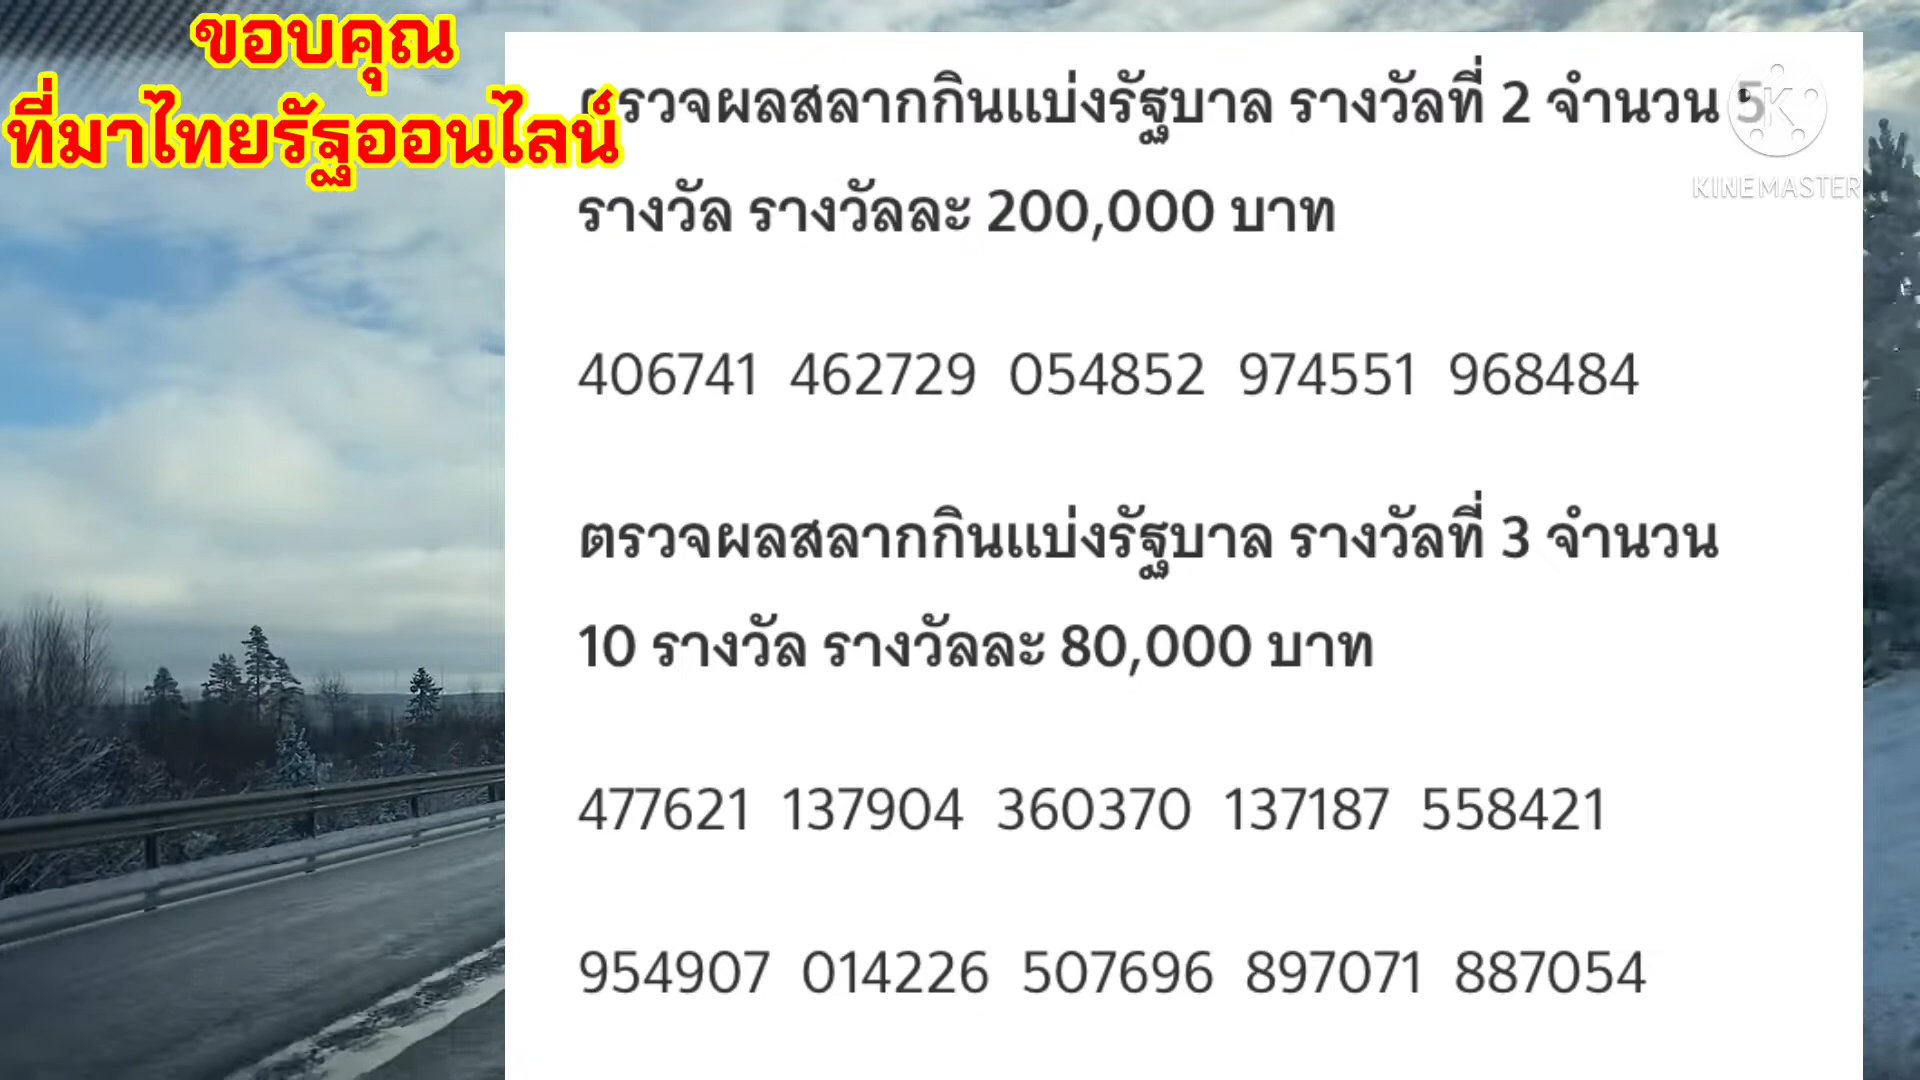 ขอบคุณ
ที่มาไทยรัฐออนไลน์
ตรวจผลสลากกินแบ่งรัฐบาล รางวัลที่ 2 จำนวน 5
รางวัล รางวัลละ 200,000 บาท
406741 462729 054852 974551 968484
ตรวจผลสลากกินแบ่งรัฐบาล รางวัลที่ 3 จำนวน
10 รางวัล รางวัลละ 80,000 บาท
477621 137904 360370 137187 558421
954907 014226 507696 897071 887054
K
KINEMASTER